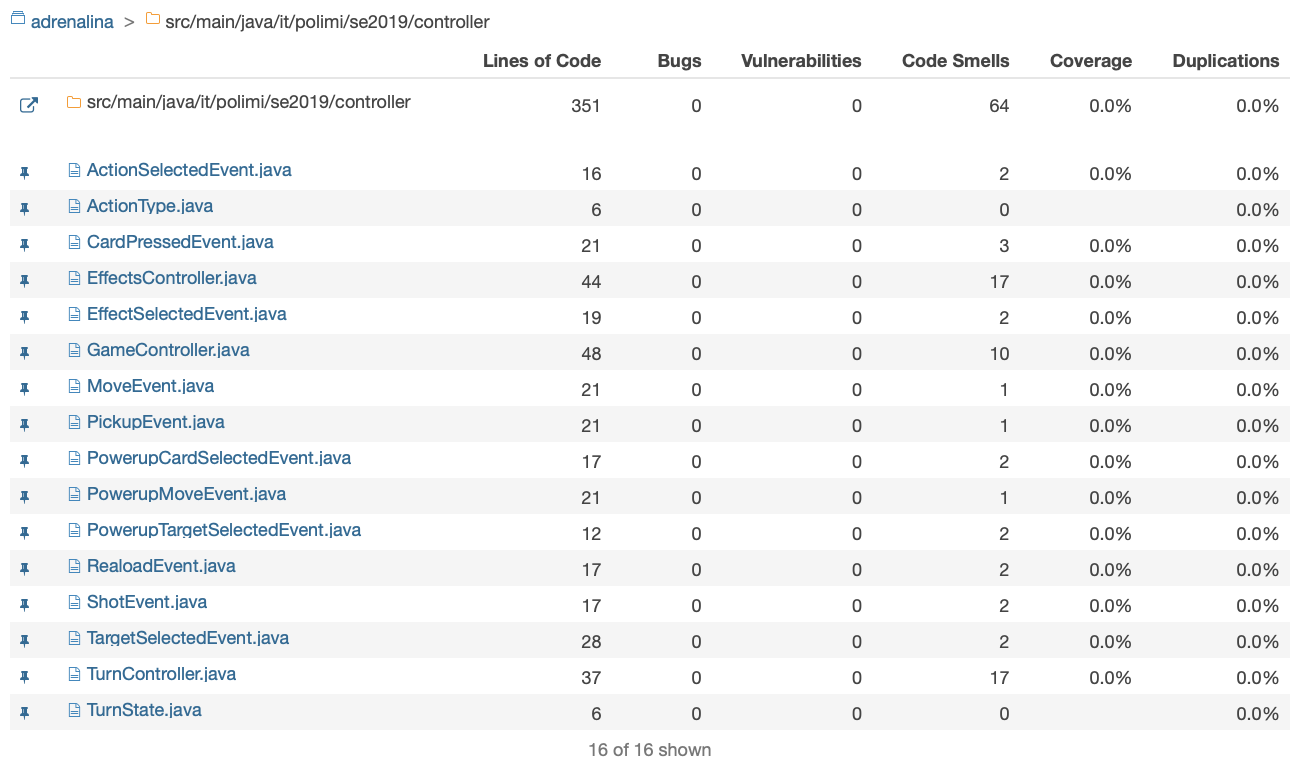 adrenalina > src/main/java/it/polimi/se2019/controller
Lines of Code Bugs Vulnerabilities Code Smells Coverage Duplications
src/main/java/it/polimi/se2019/controller 351 0 0 64 0.0% 0.0%
ActionSelectedEvent.java 16 0 0 2 0.0% 0.0%
ActionType.java 6 0 0 0 0.0%
CardPressedEvent.java 21 0 0 3 0.0% 0.0%
EffectsController.java 44 0 0 17 0.0% 0.0%
EffectSelectedEvent.java 19 0 0 2 0.0% 0.0%
GameController.java 48 0 0 10 0.0% 0.0%
MoveEvent.java 21 0 0 1 0.0% 0.0%
PickupEvent.java 21 0 0 1 0.0% 0.0%
PowerupCardSelectedEvent.java 17 0 0 2 0.0% 0.0%
PowerupMoveEvent.java 21 0 0 1 0.0% 0.0%
PowerupTargetSelectedEvent.java 12 0 0 2 0.0% 0.0%
RealoadEvent.java 17 0 0 2 0.0% 0.0%
ShotEvent.java 17 0 0 2 0.0% 0.0%
TargetSelectedEvent.java 28 0 0 2 0.0% 0.0%
TurnController.java 37 0 0 17 0.0% 0.0%
TurnState.java 6 0 0 0 0.0%
16 of 16 shown